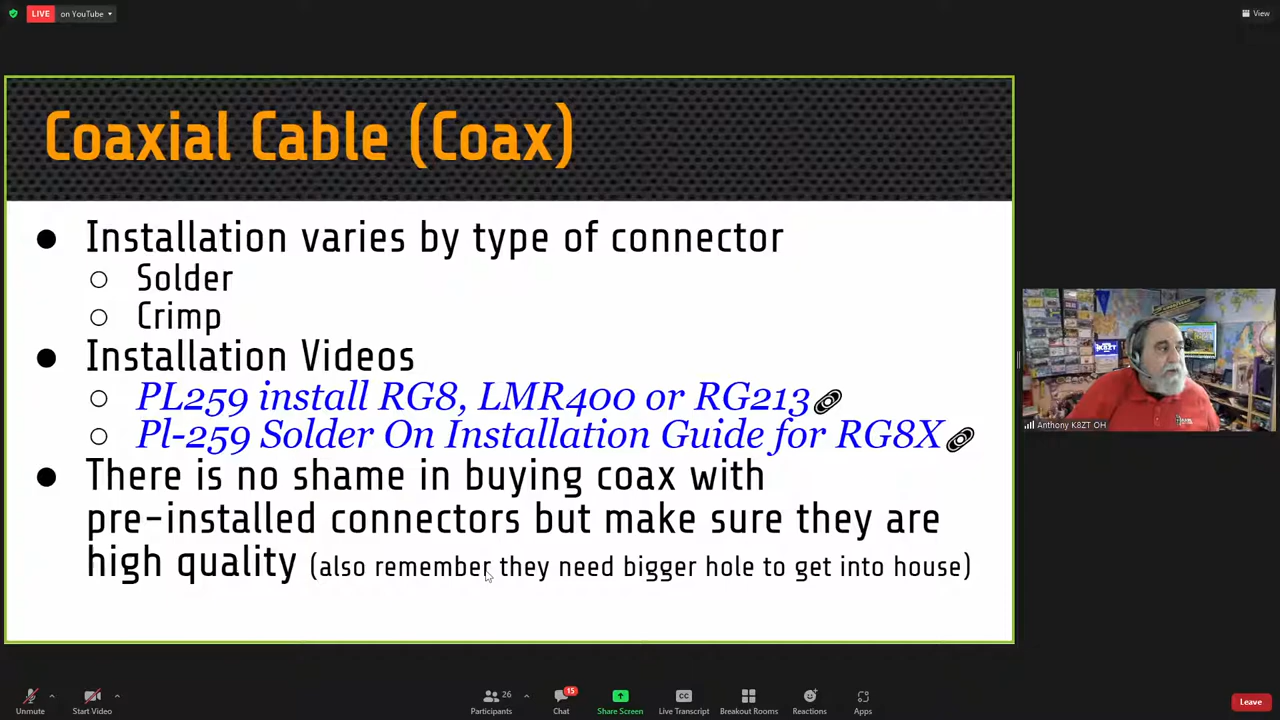 LIVE on YouTube
View
Coaxial Cable (Coax)
● Installation varies by type of connector
○ Solder
○ Crimp
● Installation Videos
○ PL259 install RG8, LMR400 or RG213
○ Pl-259 Solder On Installation Guide for RG8X
● There is no shame in buying coax with
pre-installed connectors but make sure they are
high quality (also remember they need bigger hole to get into house)
K8ZT
Anthony K8ZT OH
Unmute
Start Video
26
Participants
15
Chat
Share Screen
CC
Live Transcript
Breakout Rooms
Reactions
Apps
Leave